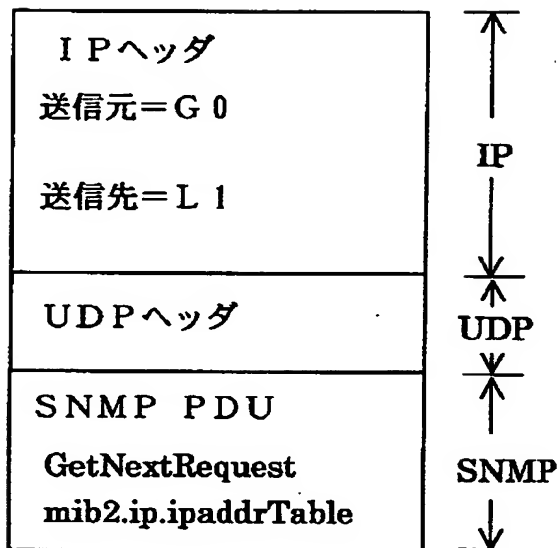 IPヘッダ
送信元=G0
送信先=L1
IP
UDPヘッダ
UDP
SNMP PDU
GetNextRequest
mib2.ip.ipaddrTable
SNMP